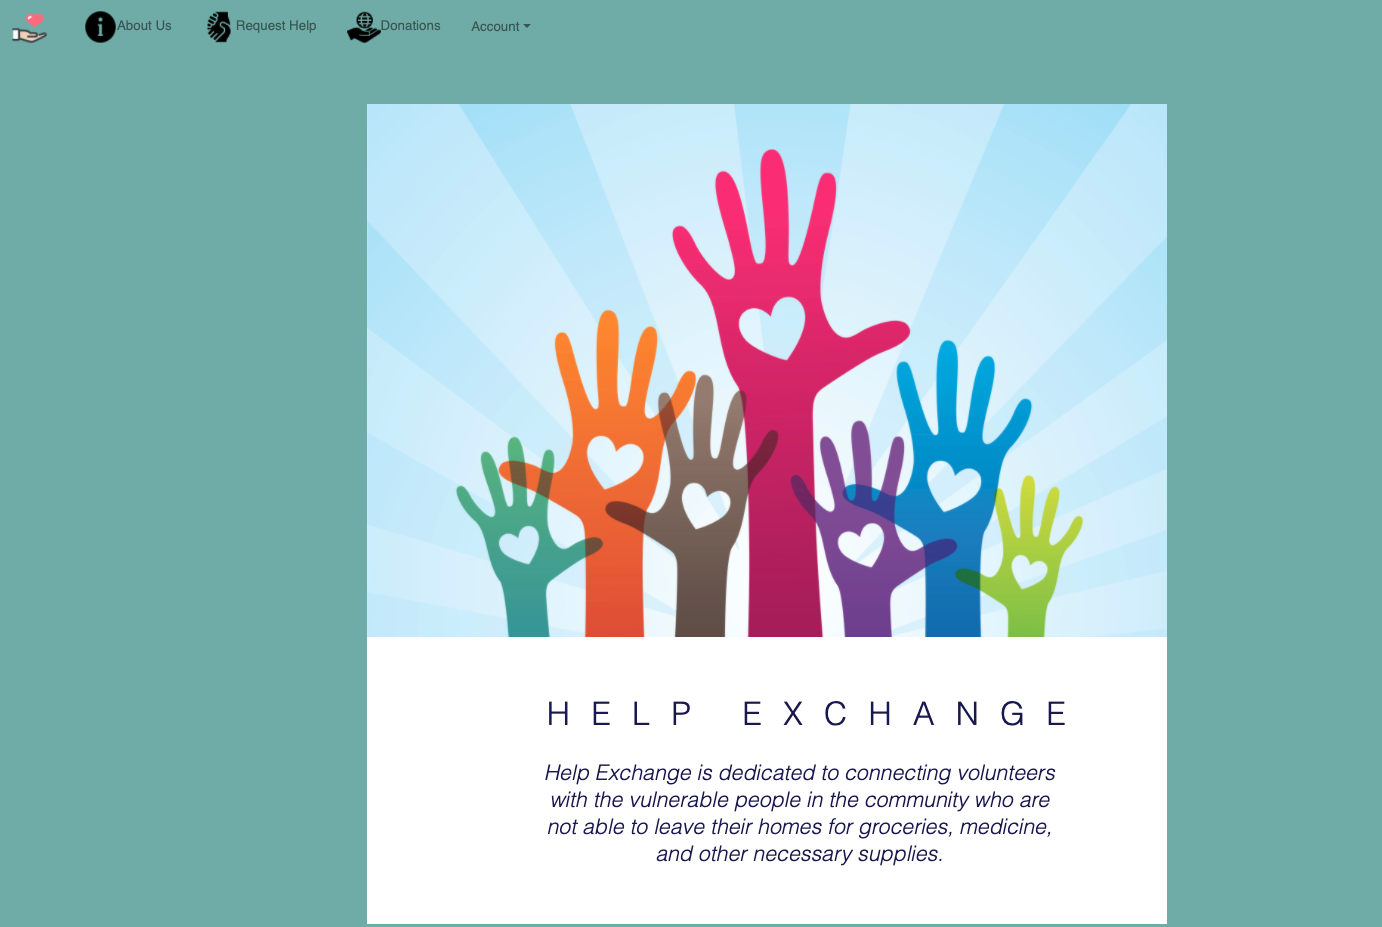 About Us Request Help Donations Account
H E L P E X C H A N G E
Help Exchange is dedicated to connecting volunteers
with the vulnerable people in the community who are
not able to leave their homes for groceries, medicine,
and other necessary supplies.